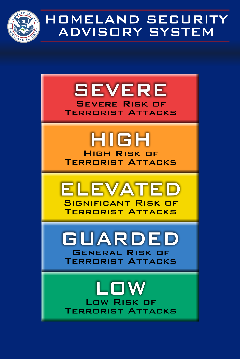 HOMELAND SECURITY
ADVISORY SYSTEM
SEVERE
SEVERE RISK OF
TERRORIST ATTACKS
HIGH
HIGH RISK OF
TERRORIST ATTACKS
ELEVATED
SIGNIFICANT RISK OF
TERRORIST ATTACKS
GUARDED
GENERAL RISK OF
TERRORIST ATTACKS
LOW
LOW RISK OF
TERRORIST ATTACKS